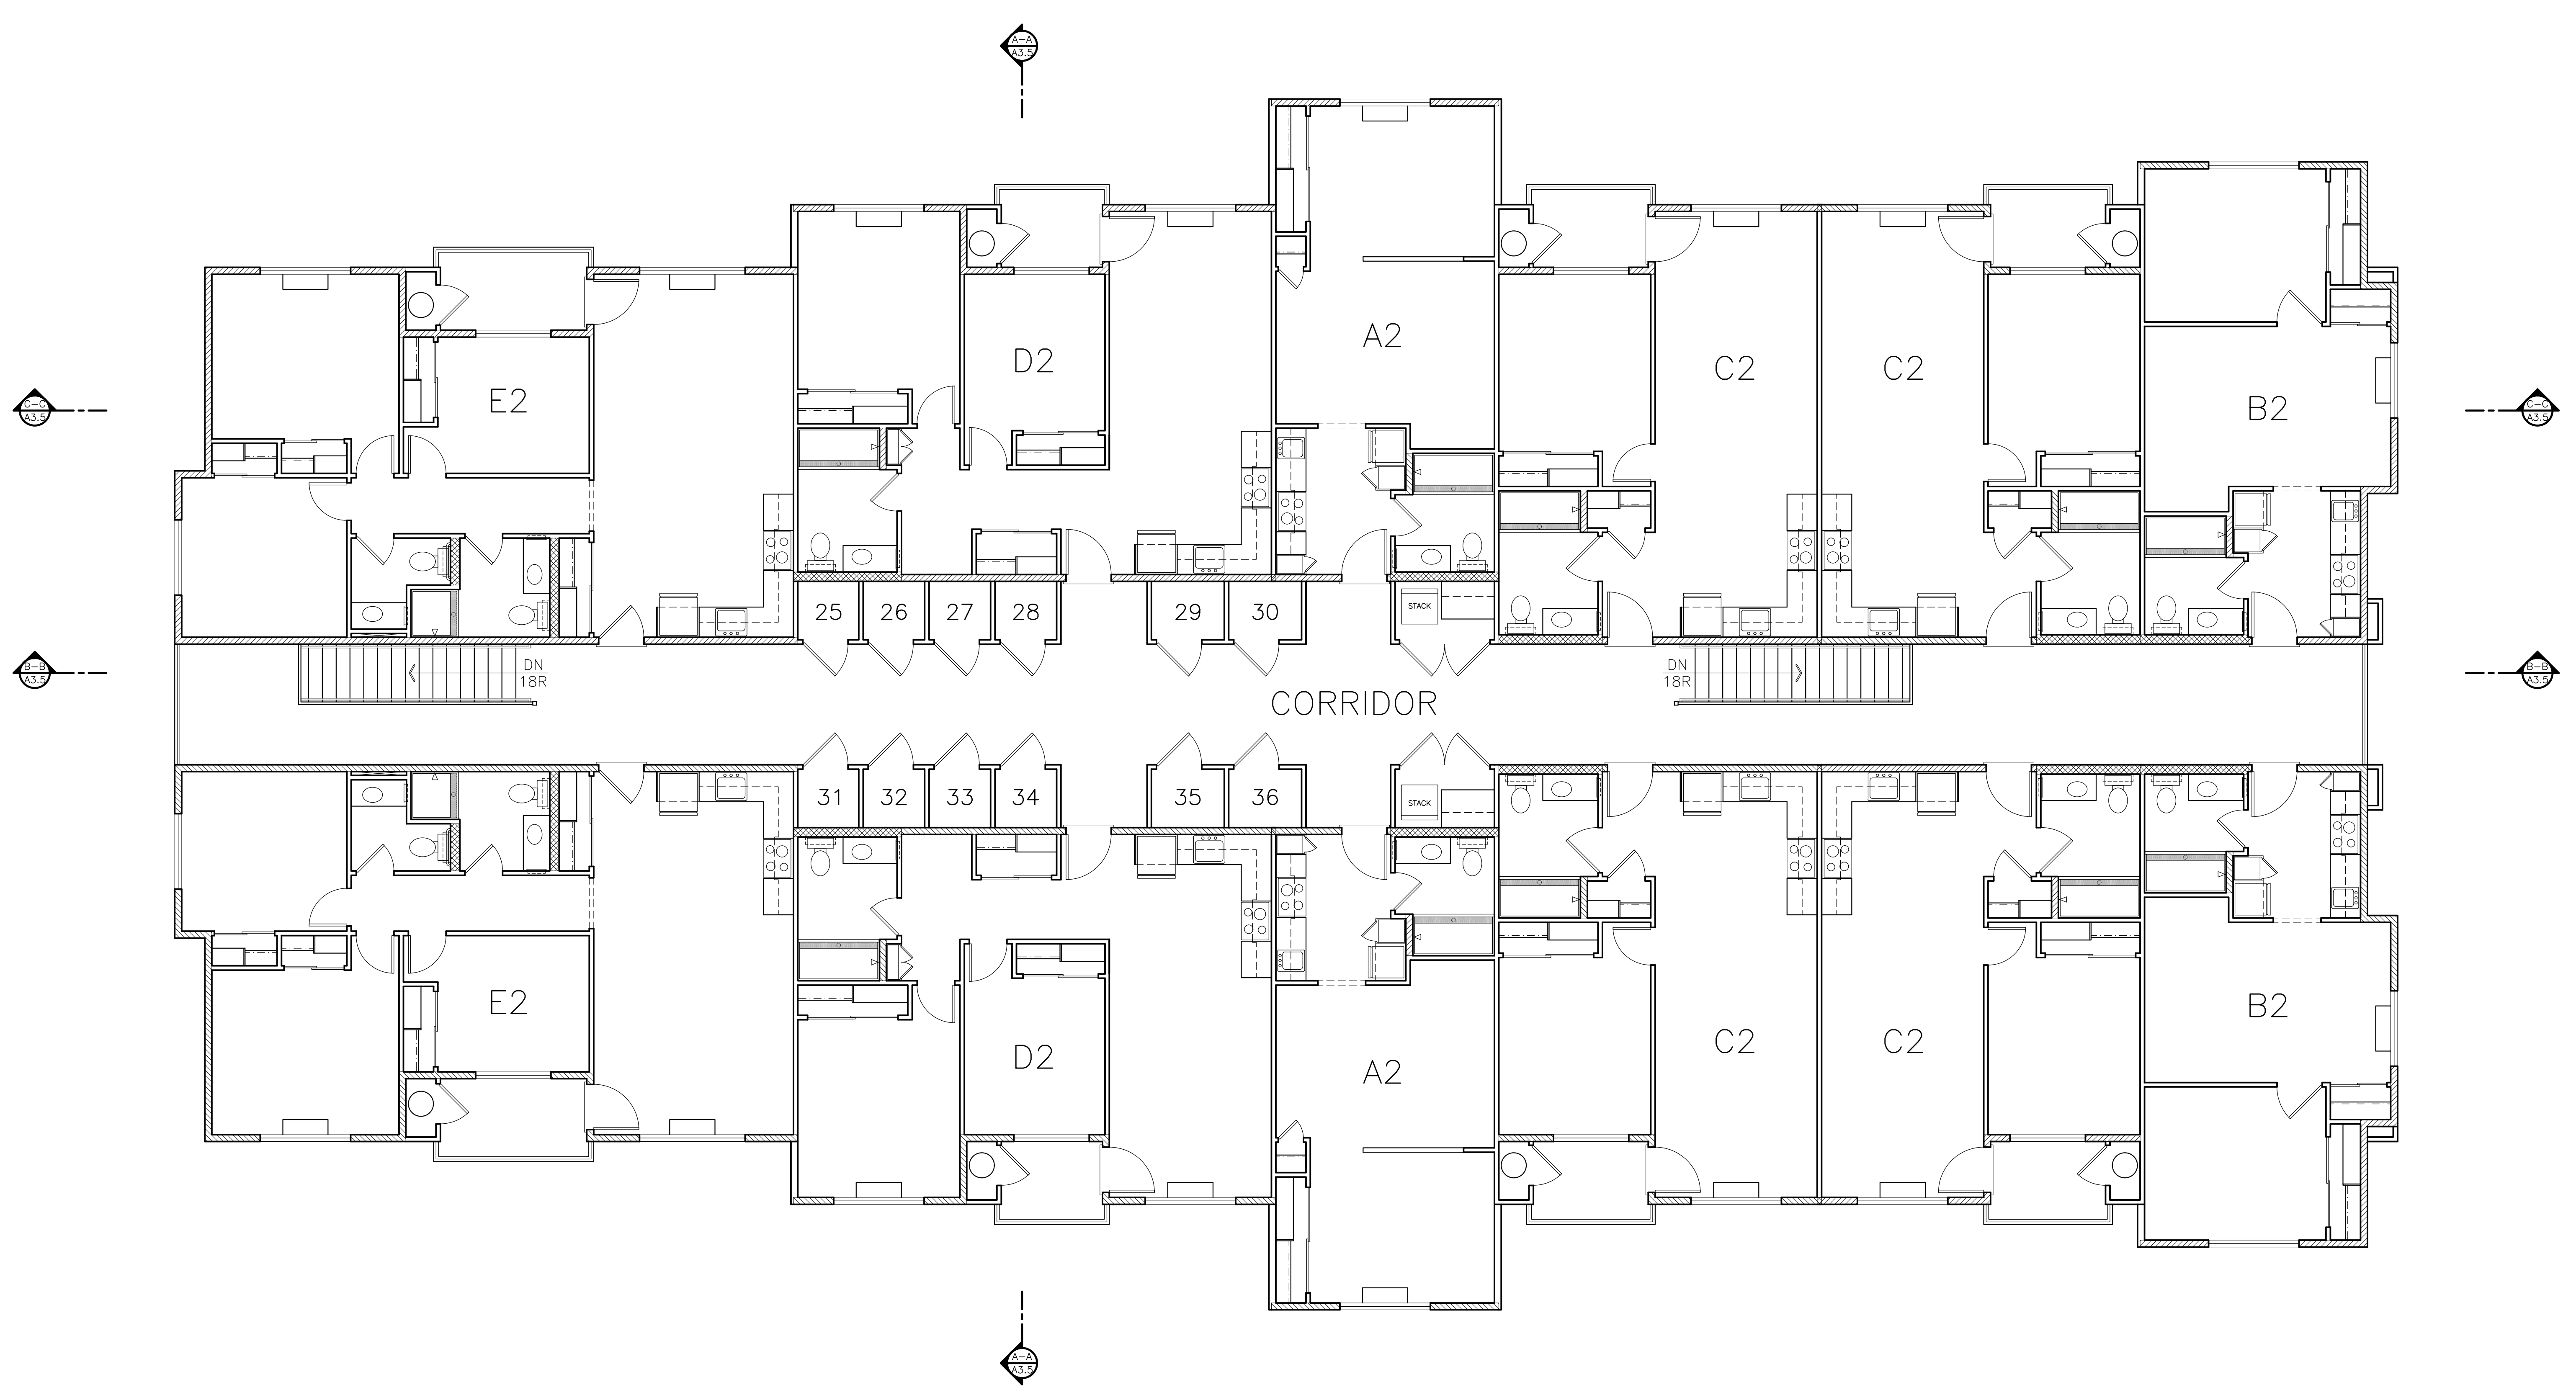 A-A
A3.5
A2
D2
C2
C2
E2
B2
C-C
A3.5
C-C
A3.5
25
26
27
28
29
30
STACK
B-B
A3.5
DN
18R
DN
18R
B-B
A3.5
CORRIDOR
31
32
33
34
35
36
STACK
E2
B2
C2
C2
D2
A2
A-A
A3.5